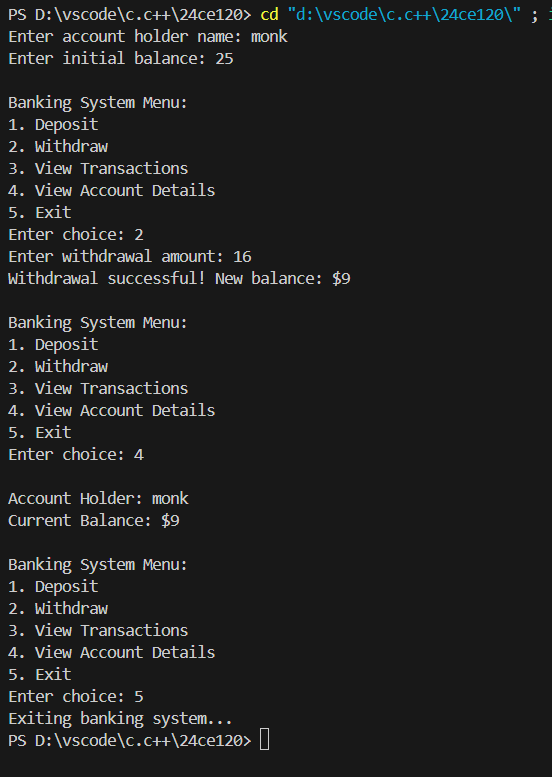 PS D:\vscode\c.c++\24ce120> cd "d:\vscode\c.c++\24ce120\" ;
Enter account holder name: monk
Enter initial balance: 25
Banking System Menu:
1. Deposit
2. Withdraw
3. View Transactions
4. View Account Details
5. Exit
Enter choice: 2
Enter withdrawal amount: 16
Withdrawal successful! New balance: $9
Banking System Menu:
1. Deposit
2. Withdraw
3. View Transactions
4. View Account Details
5. Exit
Enter choice: 4
Account Holder: monk
Current Balance: $9
Banking System Menu:
1. Deposit
2. Withdraw
3. View Transactions
4. View Account Details
5. Exit
Enter choice: 5
Exiting banking system...
PS D:\vscode\c.c++\24ce120>